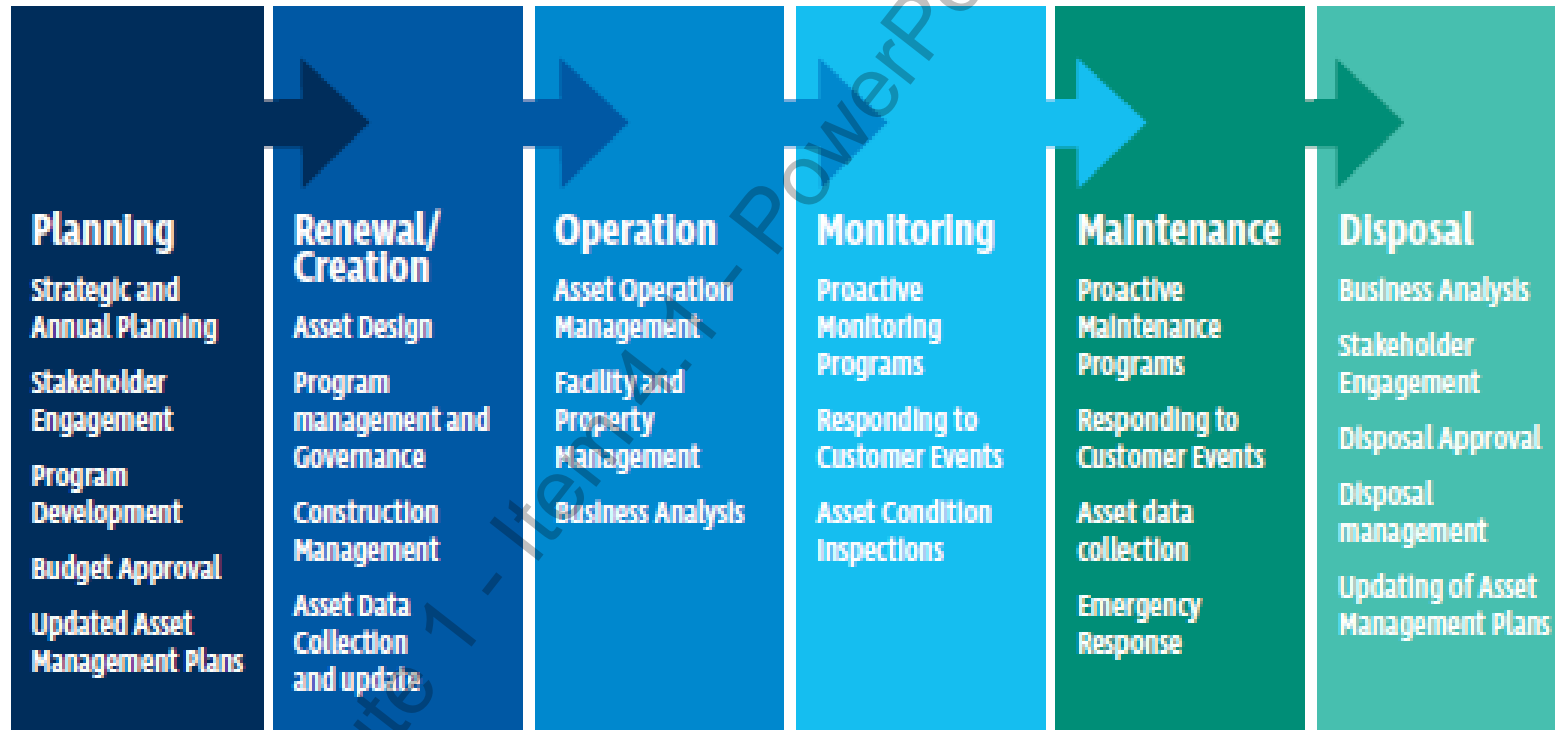 Planning
Strategic and
Annual Planning
Stakeholder
Engagement
Program
Development
Budget Approval
Updated Asset
Management Plans
Renewal/
Creation
Asset Design
Program
management and
Governance
Construction
Management
Asset Data
Collection
and update
Operation
Asset Operation
Management
Facility and
Property
Management
Business Analysis
Monitoring
Proactive
Monitoring
Programs
Responding to
Customer Events
Asset Condition
Inspections
Maintenance
Proactive
Maintenance
Programs
Responding to
Customer Events
Asset data
collection
Emergency
Response
Disposal
Business Analysis
Stakeholder
Engagement
Disposal Approval
Disposal
management
Updating of Asset
Management Plans
1 - Item 4.1 -